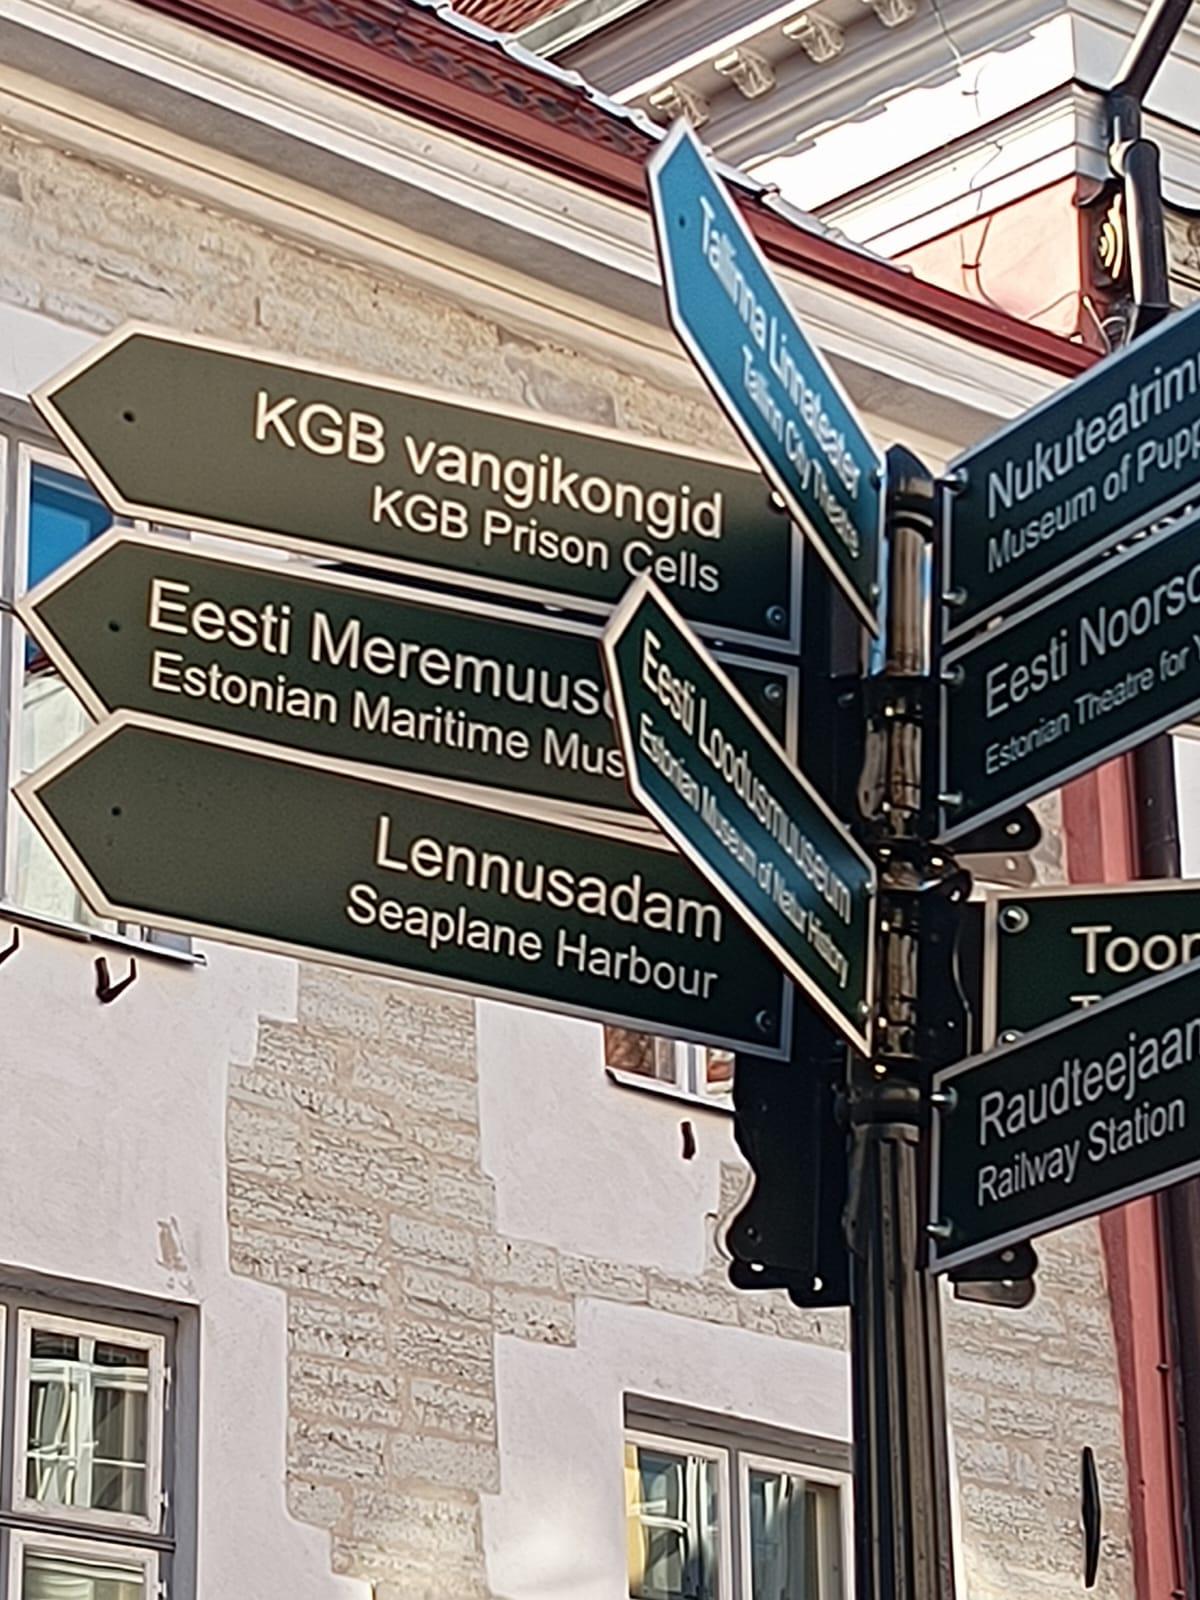 Tallinna Linnateater
Tallinn City Theatre
KGB vangikongid
KGB Prison Cells
Eesti Meremuus
Estonian Maritime Mus
Lennusadam
Seaplane Harbour
Eesti Loodusmuuseum
Estonian Museum of Natural History
Nukuteatrim
Museum of Pupp
Eesti Noorso
Estonian Theatre for
Toom
Raudteejaam
Railway Station